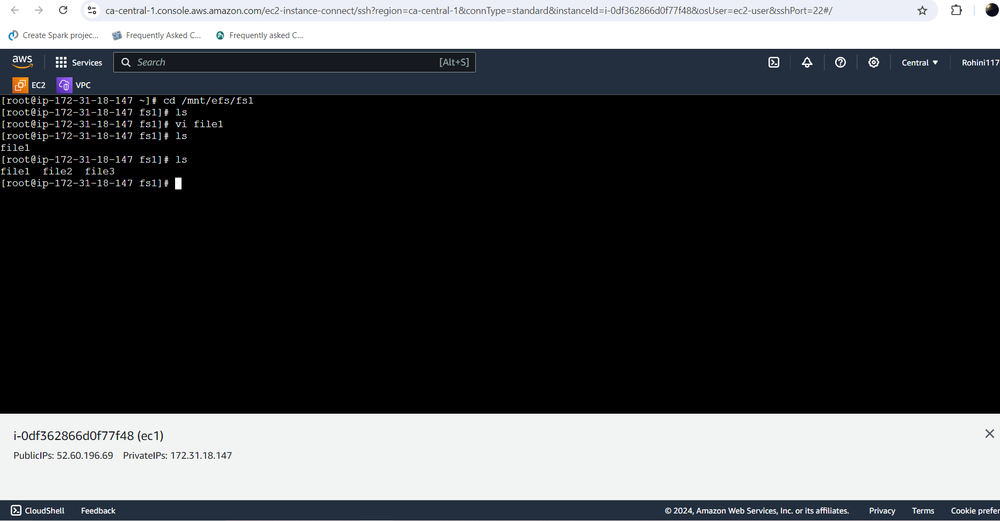 ca-central-1.console.aws.amazon.com/ec2-instance-connect/ssh?region=ca-central-1&connType=standard&instanceId=i-0df362866d0f77f48&osUser=ec2-user&sshPort=22#/
Create Spark projec... Frequently Asked C... Frequently asked C...
aws Services Search [Alt+S] Central Rohini117
EC2 VPC
[root@ip-172-31-18-147 ~]# cd /mnt/efs/fs1
[root@ip-172-31-18-147 fs1]# ls
[root@ip-172-31-18-147 fs1]# vi file1
[root@ip-172-31-18-147 fs1]# ls
file1
[root@ip-172-31-18-147 fs1]# ls
file1  file2  file3
[root@ip-172-31-18-147 fs1]#
i-0df362866d0f77f48 (ec1)
PublicIPs: 52.60.196.69 PrivateIPs: 172.31.18.147
CloudShell Feedback © 2024, Amazon Web Services, Inc. or its affiliates. Privacy Terms Cookie prefer